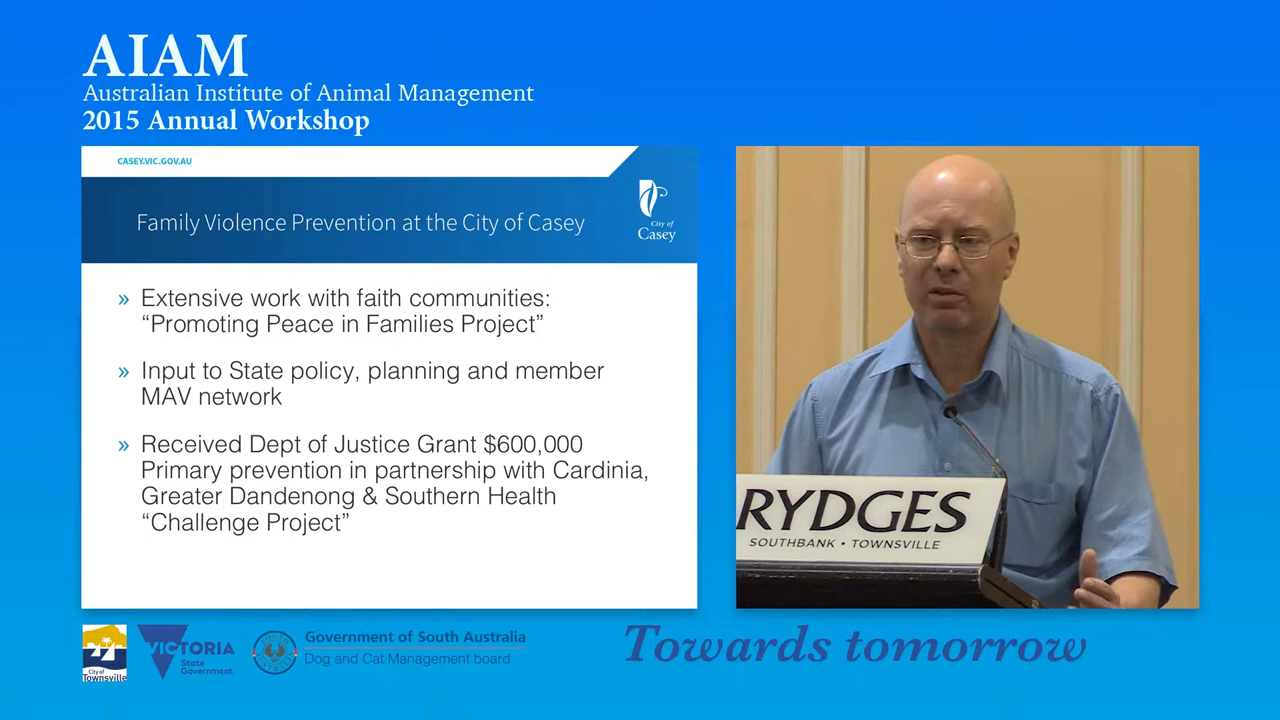 AIAM
Australian Institute of Animal Management
2015 Annual Workshop
CASEY.VIC.GOV.AU
Family Violence Prevention at the City of Casey
City of
Casey
» Extensive work with faith communities:
“Promoting Peace in Families Project”
» Input to State policy, planning and member
MAV network
» Received Dept of Justice Grant $600,000
Primary prevention in partnership with Cardinia,
Greater Dandenong & Southern Health
“Challenge Project”
RYDGES
SOUTHBANK • TOWNSVILLE
City of
Townsville
VICTORIA
State
Government
Government of South Australia
Dog and Cat Management board
Towards tomorrow